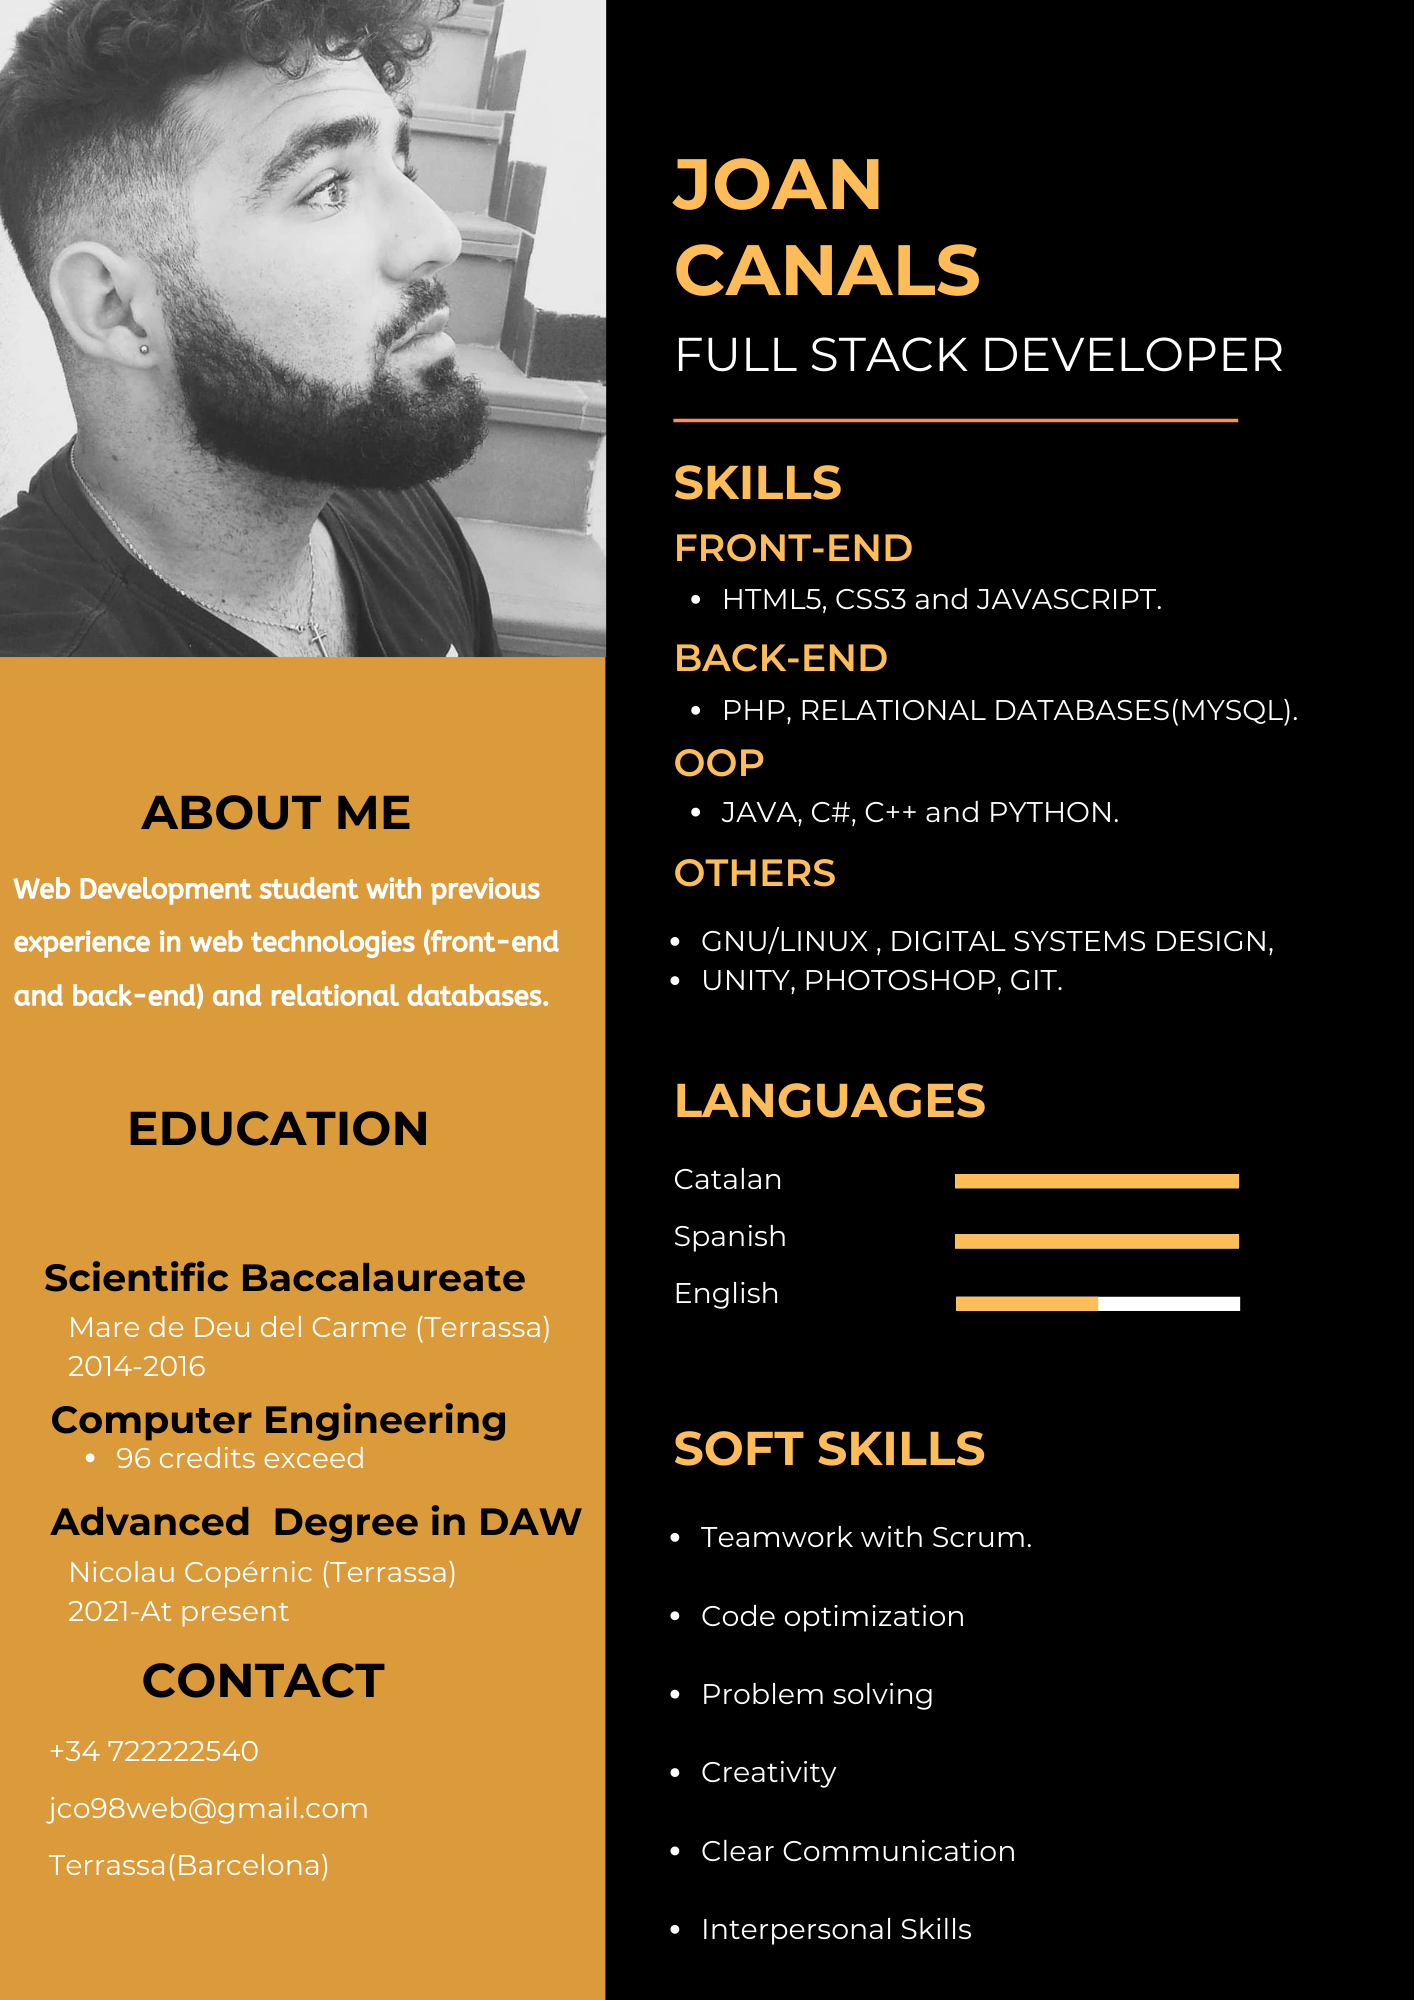 JOAN
CANALS
FULL STACK DEVELOPER
SKILLS
FRONT-END
• HTML5, CSS3 and JAVASCRIPT.
BACK-END
• PHP, RELATIONAL DATABASES(MYSQL).
OOP
• JAVA, C#, C++ and PYTHON.
OTHERS
• GNU/LINUX , DIGITAL SYSTEMS DESIGN,
• UNITY, PHOTOSHOP, GIT.
LANGUAGES
Catalan
Spanish
English
SOFT SKILLS
• Teamwork with Scrum.
• Code optimization
• Problem solving
• Creativity
• Clear Communication
• Interpersonal Skills
ABOUT ME
Web Development student with previous
experience in web technologies (front-end
and back-end) and relational databases.
EDUCATION
Scientific Baccalaureate
Mare de Deu del Carme (Terrassa)
2014-2016
Computer Engineering
• 96 credits exceed
Advanced  Degree in DAW
Nicolau Copérnic (Terrassa)
2021-At present
CONTACT
+34 722222540
jco98web@gmail.com
Terrassa(Barcelona)